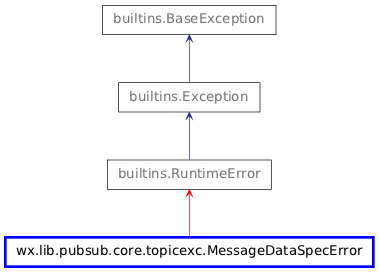 builtins.BaseException
builtins.Exception
builtins.RuntimeError
wx.lib.pubsub.core.topicexc.MessageDataSpecError